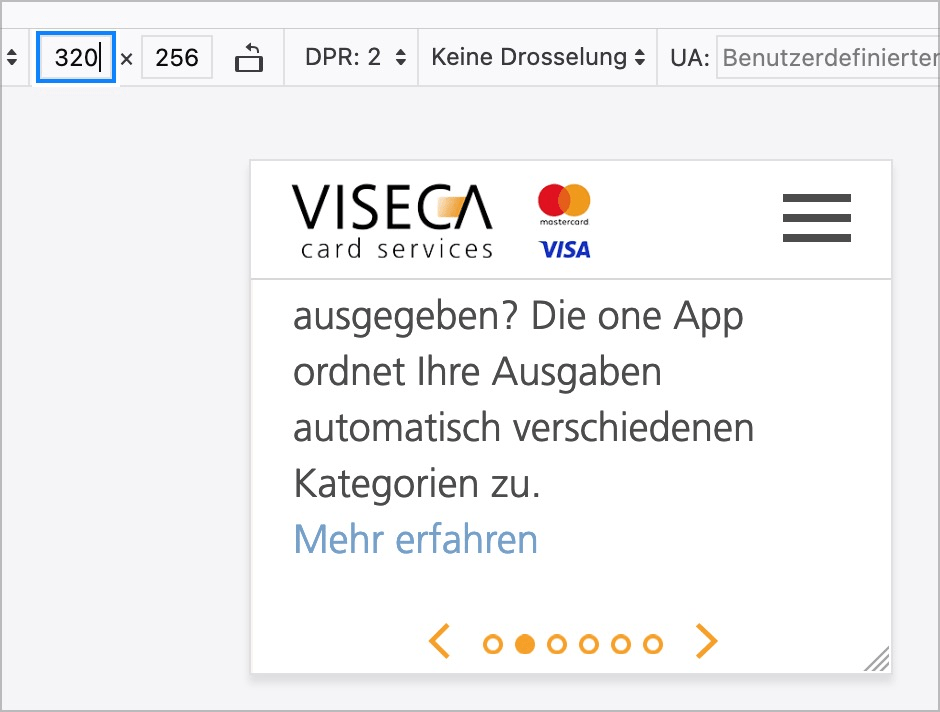 320 × 256 DPR: 2 Keine Drosselung UA: Benutzerdefinierter
VISECA
card services
mastercard
VISA
ausgegeben? Die one App
ordnet Ihre Ausgaben
automatisch verschiedenen
Kategorien zu.
Mehr erfahren